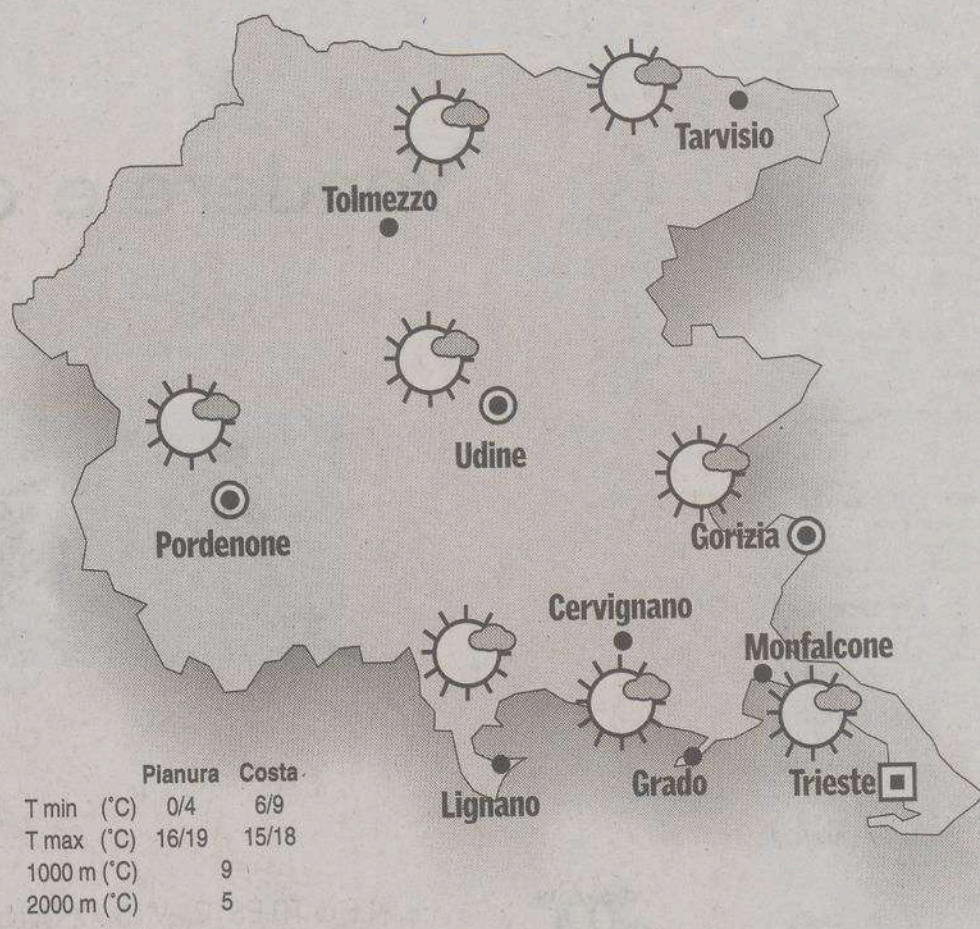 Tarvisio
Tolmezzo
Udine
Pordenone
Gorizia
Cervignano
Monfalcone
Lignano
Grado
Trieste
Pianura Costa
T min (°C) 0/4 6/9
T max (°C) 16/19 15/18
1000 m (°C) 9
2000 m (°C) 5